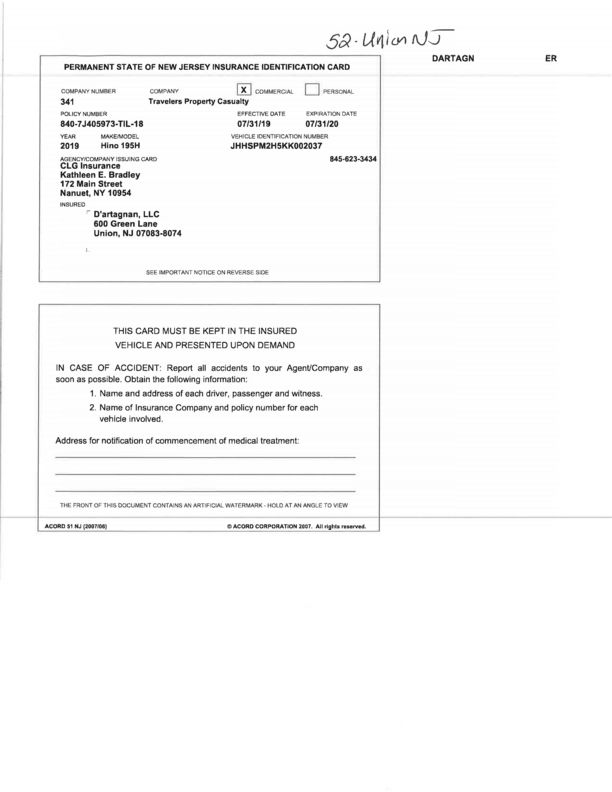 52-Union NJ
DARTAGN ER
PERMANENT STATE OF NEW JERSEY INSURANCE IDENTIFICATION CARD
COMPANY NUMBER COMPANY X COMMERCIAL PERSONAL
341 Travelers Property Casualty
POLICY NUMBER EFFECTIVE DATE EXPIRATION DATE
840-7J405973-TIL-18 07/31/19 07/31/20
YEAR MAKE/MODEL VEHICLE IDENTIFICATION NUMBER
2019 Hino 195H JHHSPM2H5KK002037
AGENCY/COMPANY ISSUING CARD 845-623-3434
CLG Insurance
Kathleen E. Bradley
172 Main Street
Nanuet, NY 10954
INSURED
D'artagnan, LLC
600 Green Lane
Union, NJ 07083-8074
SEE IMPORTANT NOTICE ON REVERSE SIDE
THIS CARD MUST BE KEPT IN THE INSURED
VEHICLE AND PRESENTED UPON DEMAND
IN CASE OF ACCIDENT: Report all accidents to your Agent/Company as
soon as possible. Obtain the following information:
1. Name and address of each driver, passenger and witness.
2. Name of Insurance Company and policy number for each
vehicle involved.
Address for notification of commencement of medical treatment:
THE FRONT OF THIS DOCUMENT CONTAINS AN ARTIFICIAL WATERMARK - HOLD AT AN ANGLE TO VIEW
ACORD 51 NJ (2007/06) © ACORD CORPORATION 2007. All rights reserved.